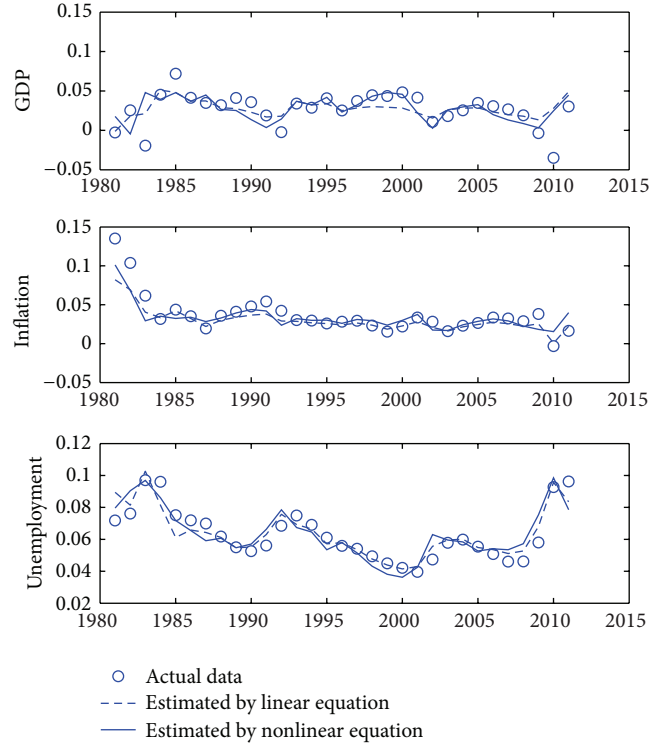 0.15
0.1
0.05
0
−0.05
GDP
1980 1985 1990 1995 2000 2005 2010 2015
0.15
0.1
0.05
0
−0.05
Inflation
1980 1985 1990 1995 2000 2005 2010 2015
0.12
0.1
0.08
0.06
0.04
0.02
Unemployment
1980 1985 1990 1995 2000 2005 2010 2015
Actual data
Estimated by linear equation
Estimated by nonlinear equation